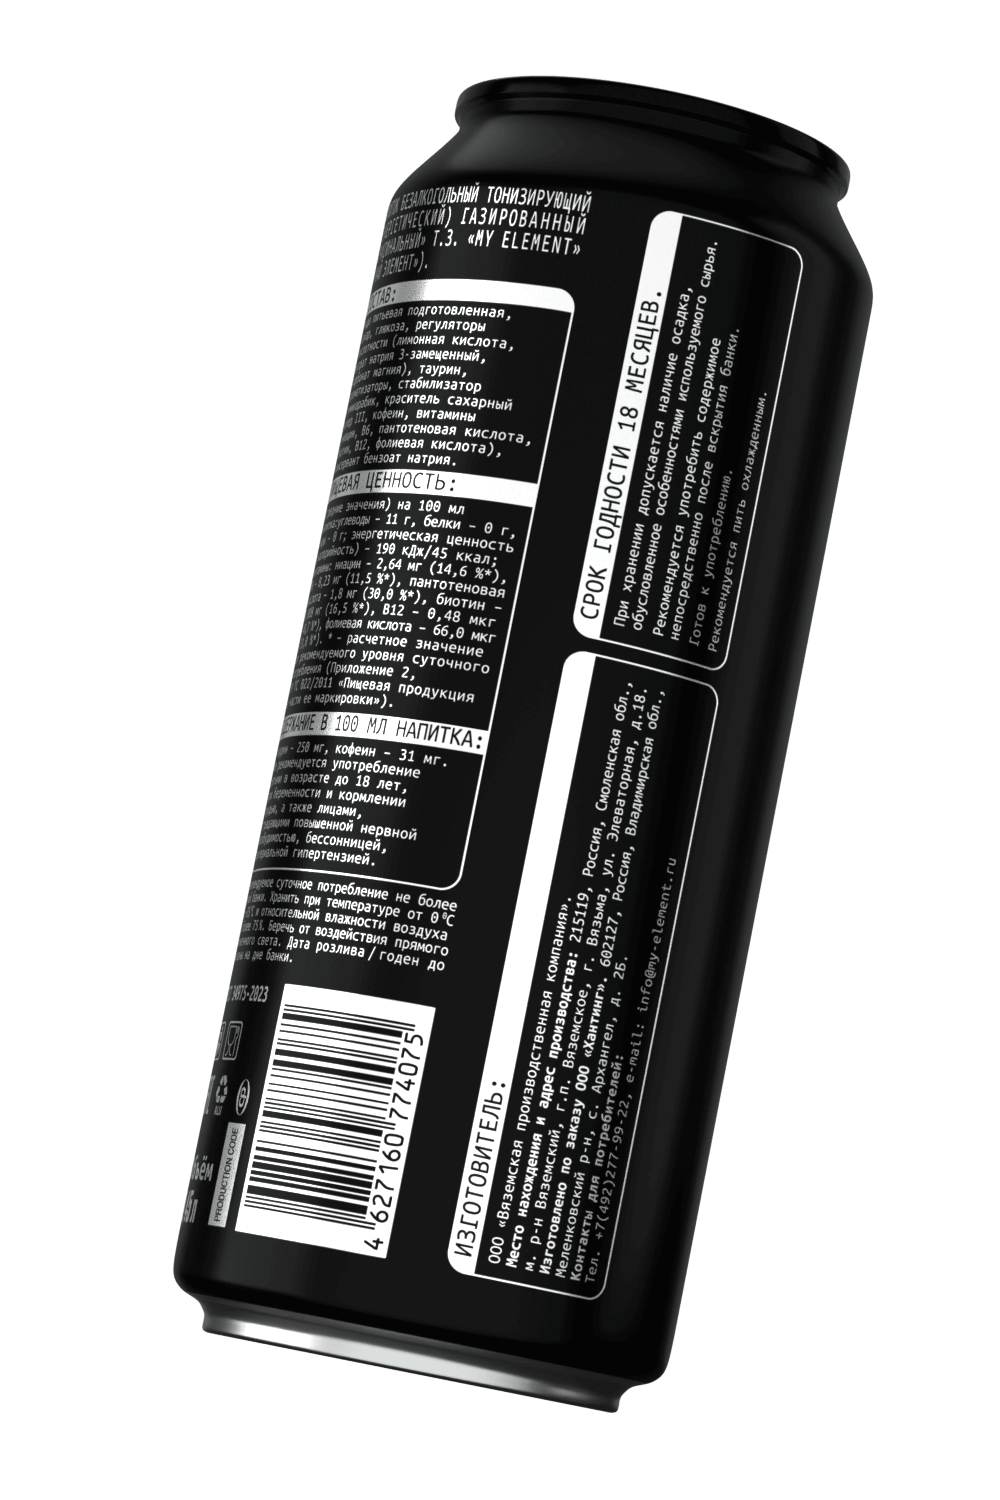 БЕЗАЛКОГОЛЬНЫЙ ТОНИЗИРУЮЩИЙ
ГАЗИРОВАННЫЙ
Т.З. «MY ELEMENT»
ЭЛЕМЕНТ»).
питьевая подготовленная,
глюкоза, регуляторы
(лимонная кислота,
натрия 3-замещенный,
магния), таурин,
стабилизатор
краситель сахарный
III, кофеин, витамины
B6, пантотеновая кислота,
B12, фолиевая кислота),
бензоат натрия.
ЦЕННОСТЬ:
значения) на 100 мл
углеводы – 11 г, белки – 0 г,
– 0 г; энергетическая ценность
– 190 кДж/45 ккал;
ниацин – 2,64 мг (14,6 %*),
0,23 мг (11,5 %*), пантотеновая
– 1,8 мг (30,0 %*), биотин –
мг (16,5 %*), B12 – 0,48 мкг
фолиевая кислота – 66,0 мкг
* – расчетное значение
рекомендуемого уровня суточного
(Приложение 2,
ТС 022/2011 «Пищевая продукция
ее маркировки»).
В 100 МЛ НАПИТКА:
– 250 мг, кофеин – 31 мг.
употребление
в возрасте до 18 лет,
беременности и кормлении
а также лицами,
повышенной нервной
бессонницей,
гипертензией.
суточное потребление не более
банки. Хранить при температуре от 0°С
и относительной влажности воздуха
75%. Беречь от воздействия прямого
света. Дата розлива/годен до
на дне банки.
PRODUCTION CODE
4 627160 774075
СРОК ГОДНОСТИ 18 МЕСЯЦЕВ.
При хранении допускается наличие осадка,
обусловленное особенностями используемого сырья.
Рекомендуется употребить содержимое
непосредственно после вскрытия банки.
Готов к употреблению.
Рекомендуется пить охлажденным.
ИЗГОТОВИТЕЛЬ:
ООО «Вяземская производственная компания».
Место нахождения и адрес производства: 215119, Россия, Смоленская обл.,
м. р-н Вяземский, г.п. Вяземское, г. Вязьма, ул. Элеваторная, д.18.
Изготовлено по заказу ООО «Хантинг». 602127, Россия, Владимирская обл.,
Меленковский р-н, с. Архангел, д. 2Б.
Контакты для потребителей:
Тел. +7(492)277-99-22, e-mail: info@my-element.ru